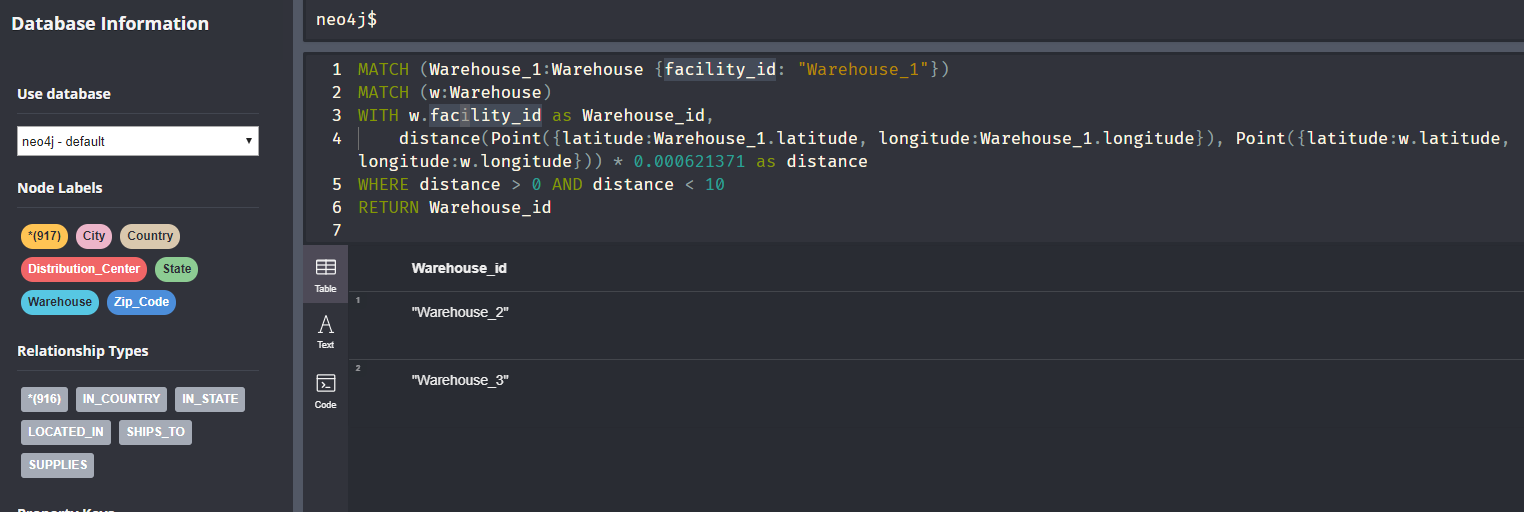 Database Information
Use database
neo4j - default
Node Labels
*(917) City Country
Distribution_Center State
Warehouse Zip_Code
Relationship Types
*(916) IN_COUNTRY IN_STATE
LOCATED_IN SHIPS_TO
SUPPLIES
Property Keys
neo4j$
1 MATCH (Warehouse_1:Warehouse {facility_id: "Warehouse_1"})
2 MATCH (w:Warehouse)
3 WITH w.facility_id as Warehouse_id,
4 distance(Point({latitude:Warehouse_1.latitude, longitude:Warehouse_1.longitude}), Point({latitude:w.latitude,
longitude:w.longitude})) * 0.000621371 as distance
5 WHERE distance > 0 AND distance < 10
6 RETURN Warehouse_id
7
Table
Text
Code
Warehouse_id
1 "Warehouse_2"
2 "Warehouse_3"